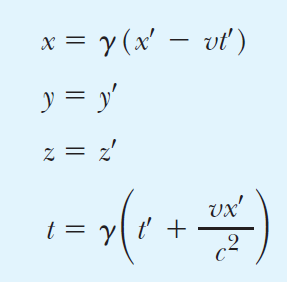 x = γ(x′ − vt′)
y = y′
z = z′
t = γ(t′ + vx′/c²)